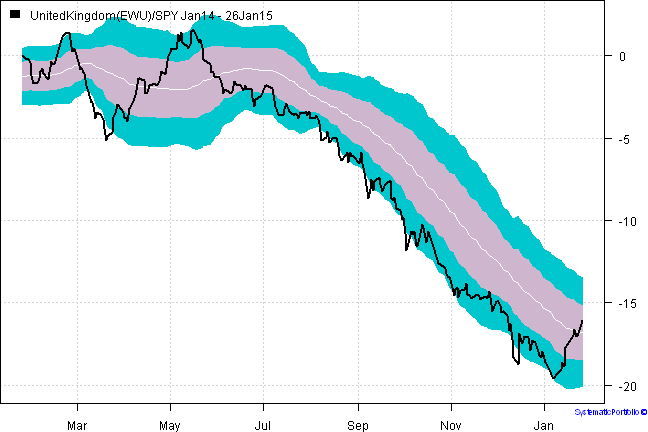 UnitedKingdom(EWU)/SPY Jan14 - 26Jan15
0
-5
-10
-15
-20
SystematicPortfolio ©
Mar May Jul Sep Nov Jan